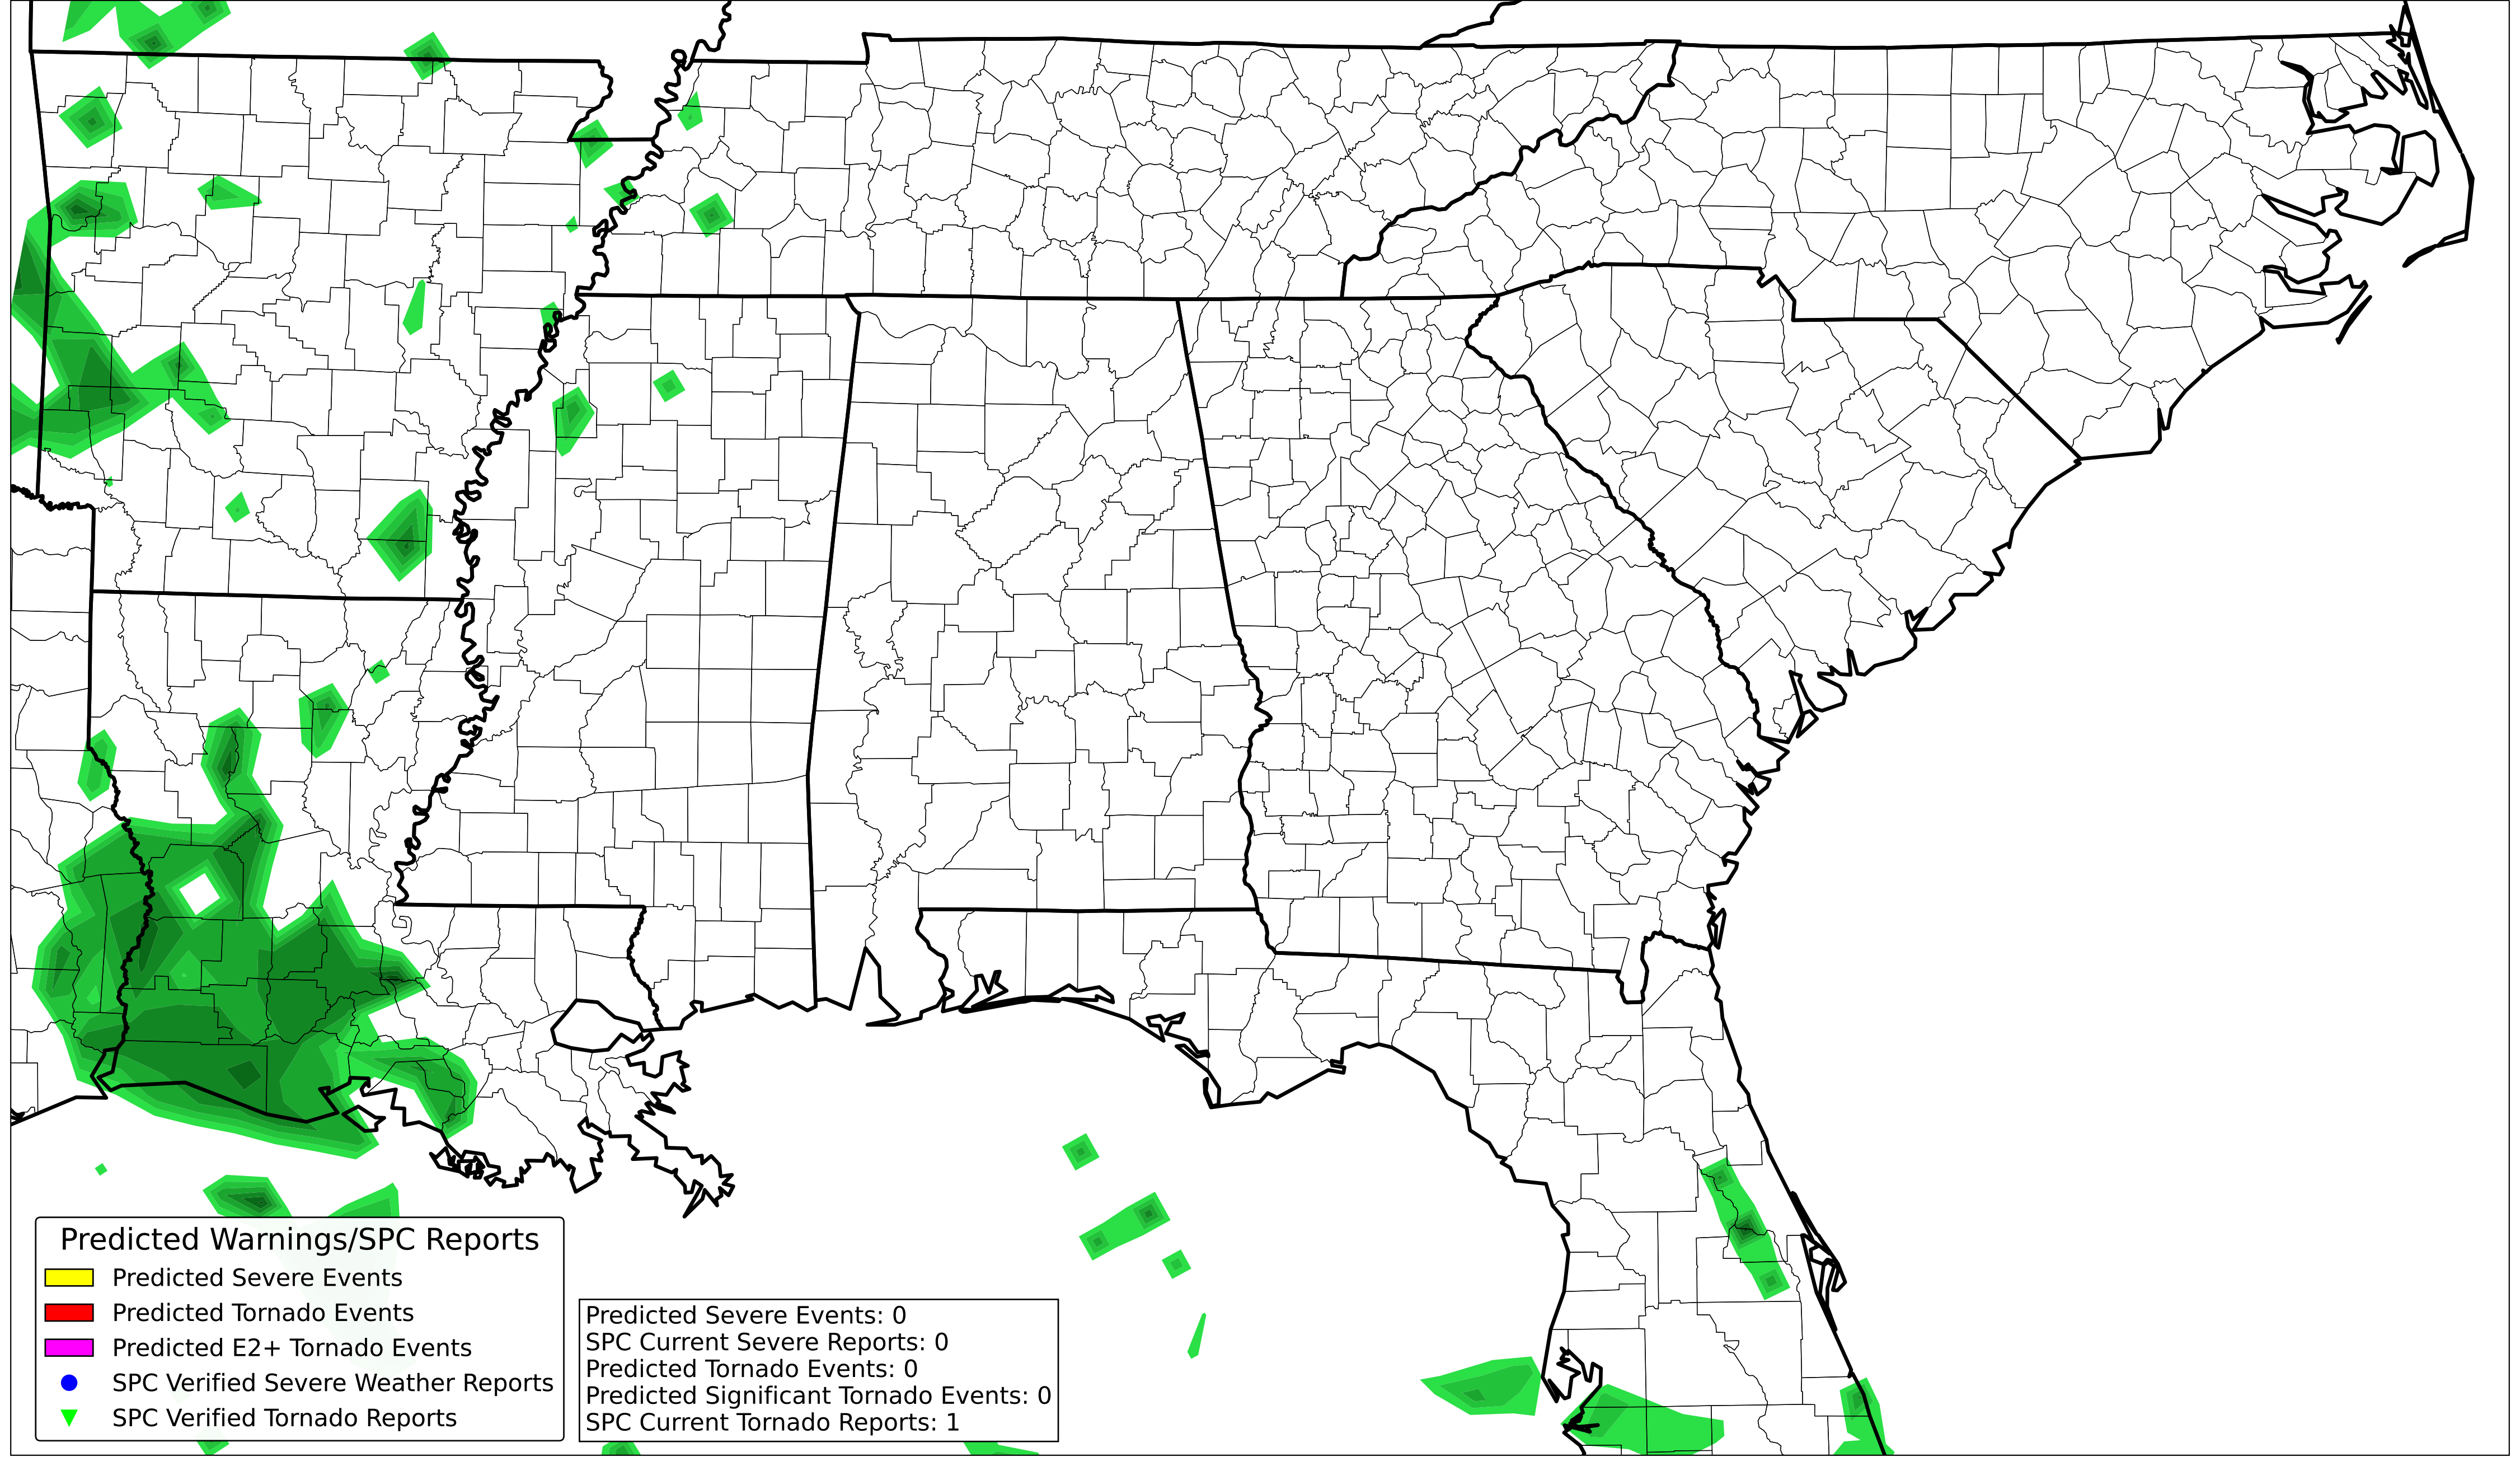 Predicted Warnings/SPC Reports
Predicted Severe Events
Predicted Tornado Events
Predicted E2+ Tornado Events
SPC Verified Severe Weather Reports
SPC Verified Tornado Reports
Predicted Severe Events: 0
SPC Current Severe Reports: 0
Predicted Tornado Events: 0
Predicted Significant Tornado Events: 0
SPC Current Tornado Reports: 1